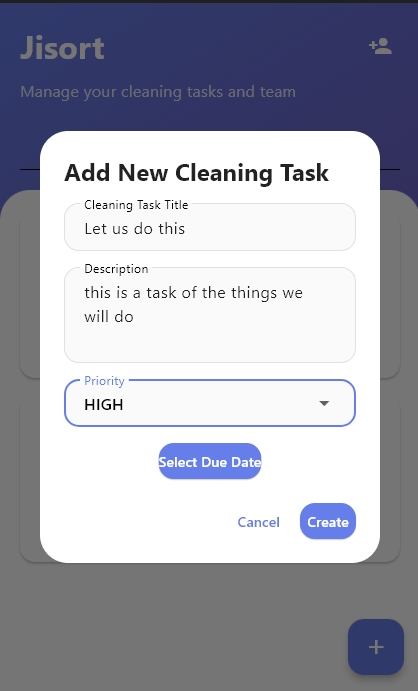 Jisort
Manage your cleaning tasks and team
Add New Cleaning Task
Cleaning Task Title
Let us do this
Description
this is a task of the things we
will do
Priority
HIGH
Select Due Date
Cancel
Create
+